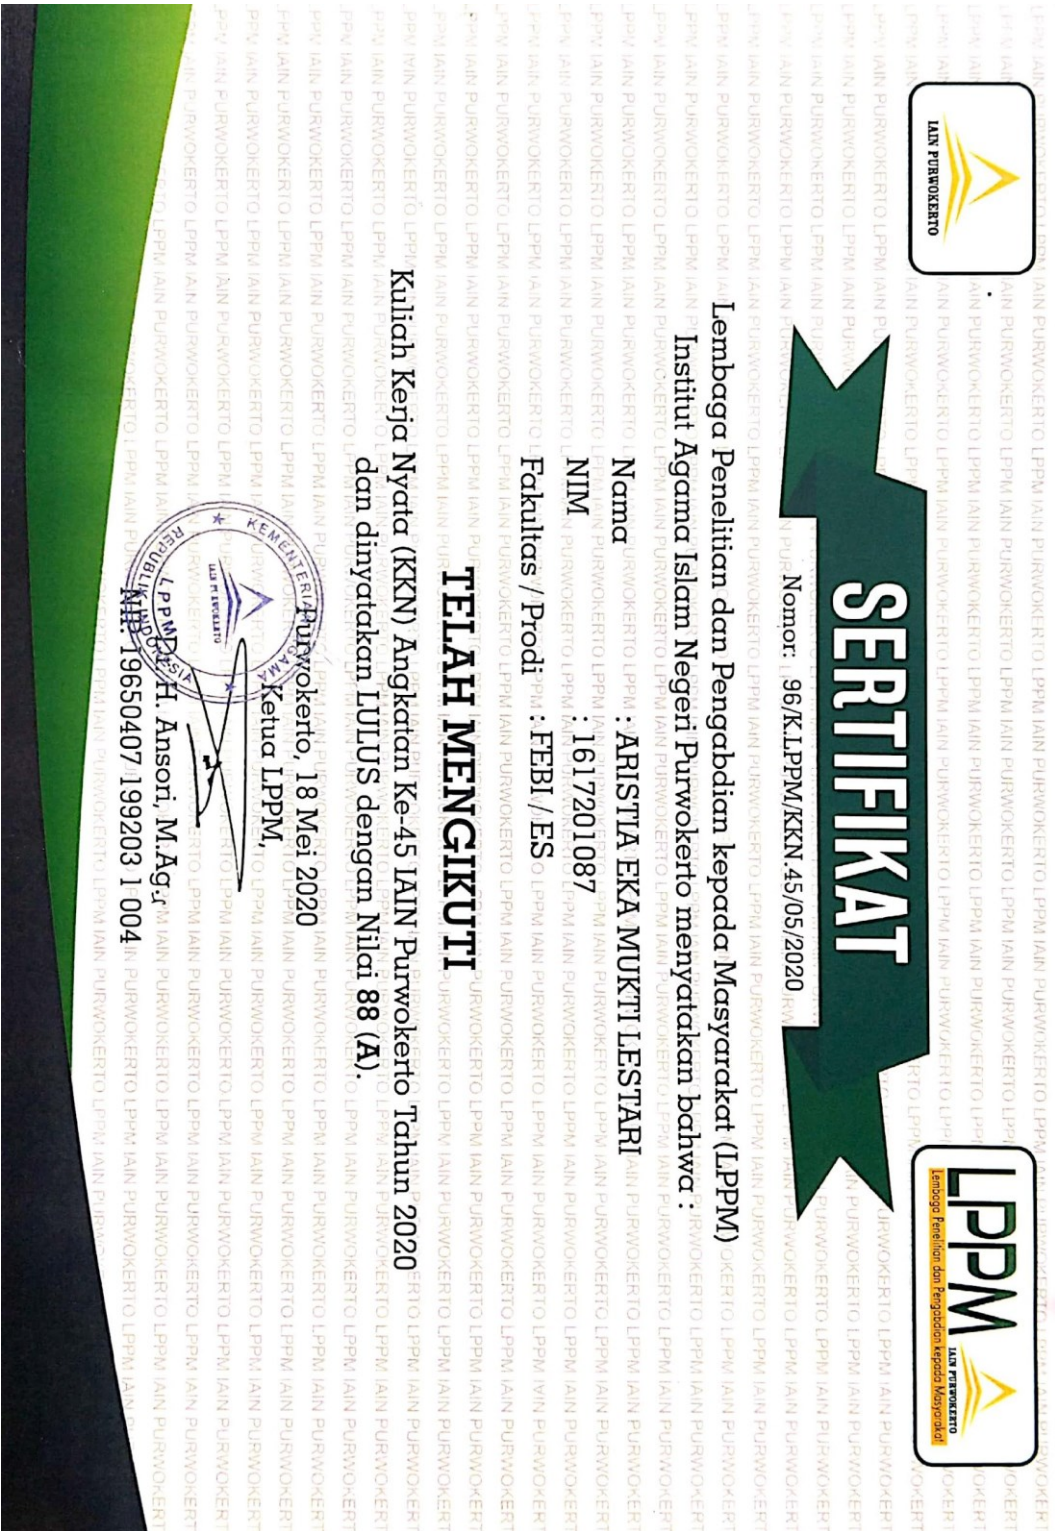 IAIN PURWOKERTO
LPPM
IAIN PURWOKERTO
Lembaga Penelitian dan Pengabdian kepada Masyarakat
SERTIFIKAT
Nomor: 96/K.LPPM/KKN.45/05/2020
Lembaga Penelitian dan Pengabdian kepada Masyarakat (LPPM)
Institut Agama Islam Negeri Purwokerto menyatakan bahwa :
Nama : ARISTIA EKA MUKTI LESTARI
NIM : 1617201087
Fakultas / Prodi : FEBI / ES
TELAH MENGIKUTI
Kuliah Kerja Nyata (KKN) Angkatan Ke-45 IAIN Purwokerto Tahun 2020
dan dinyatakan LULUS dengan Nilai 88 (A).
Purwokerto, 18 Mei 2020
Ketua LPPM,
KEMENTERIAN AGAMA
IAIN PURWOKERTO
LPPM
REPUBLIK INDONESIA
Dr. H. Ansori, M.Ag.
NIP. 19650407 199203 1 004